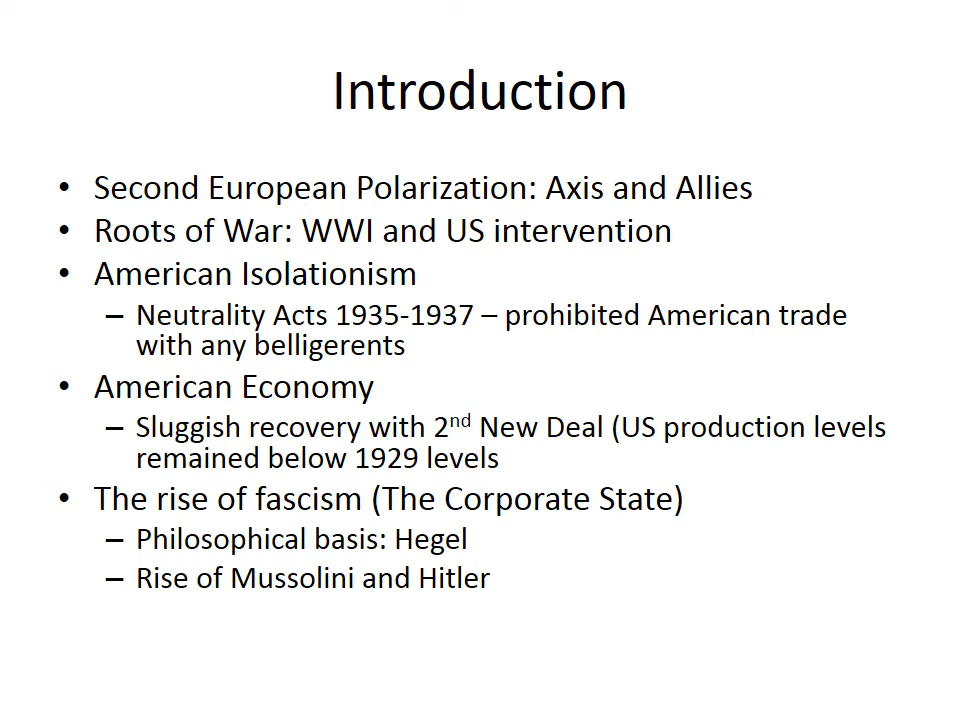 Introduction
• Second European Polarization: Axis and Allies
• Roots of War: WWI and US intervention
• American Isolationism
– Neutrality Acts 1935-1937 – prohibited American trade
with any belligerents
• American Economy
– Sluggish recovery with 2nd New Deal (US production levels
remained below 1929 levels
• The rise of fascism (The Corporate State)
– Philosophical basis: Hegel
– Rise of Mussolini and Hitler